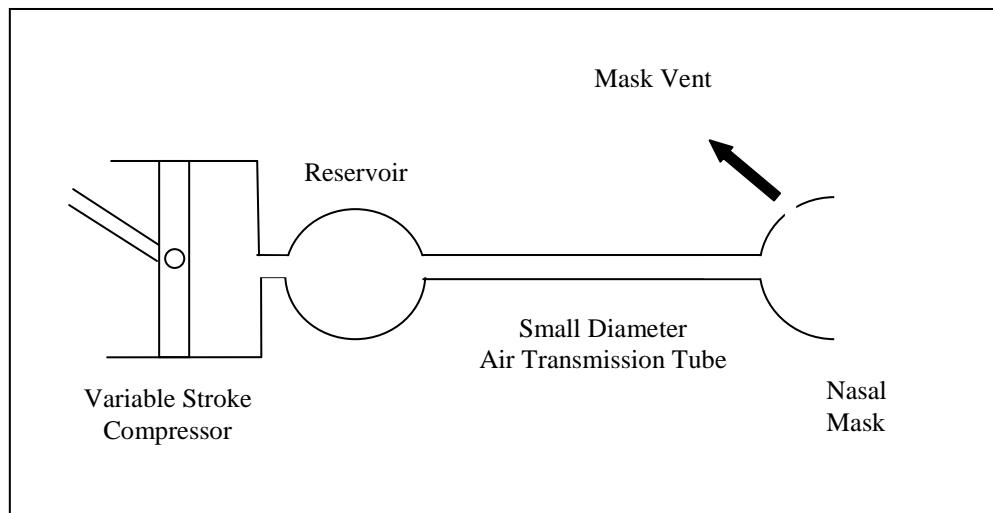 Mask Vent
Reservoir
Small Diameter
Air Transmission Tube
Variable Stroke
Compressor
Nasal
Mask